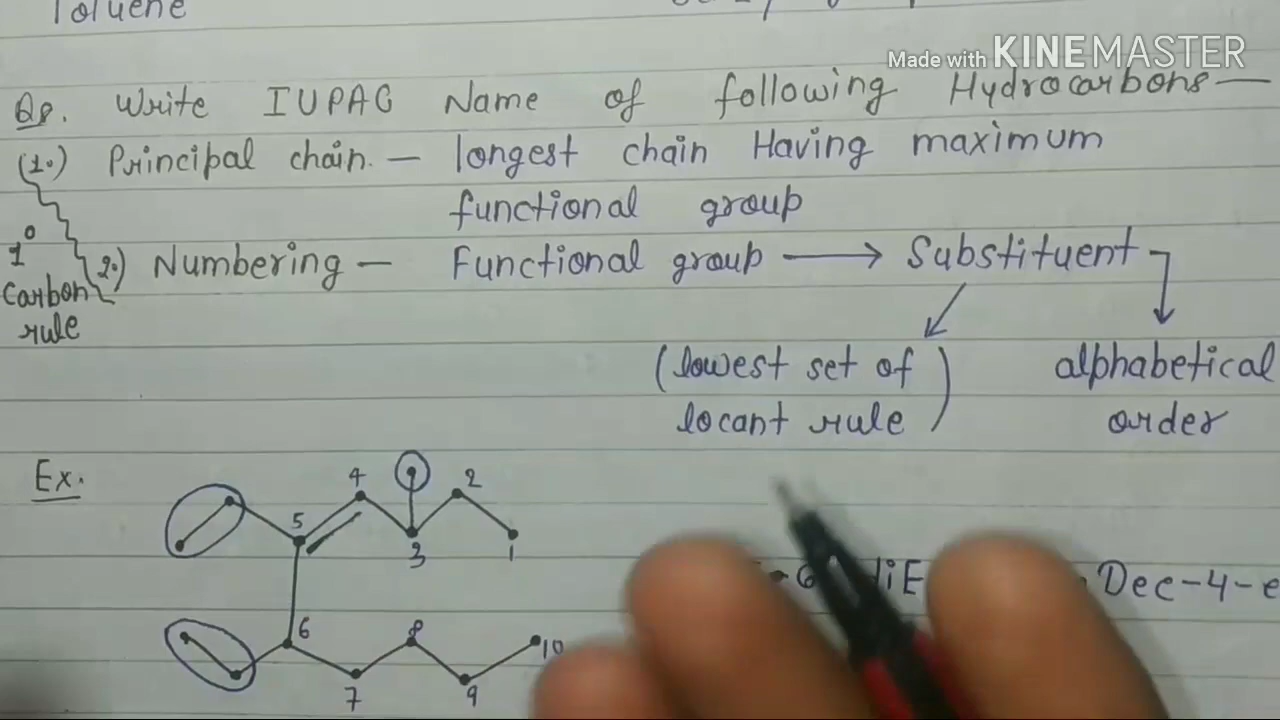 Toluene
Made with KINEMASTER
Qs. Write IUPAC Name of following Hydrocarbons —
(1.) Principal chain. — longest chain Having maximum
functional group
1° carbon rule
2.) Numbering — Functional group → Substituent
(lowest set of locant rule)
alphabetical order
Ex.
4 2
5
3 1
6 8 10
7 9
Dec-4-e